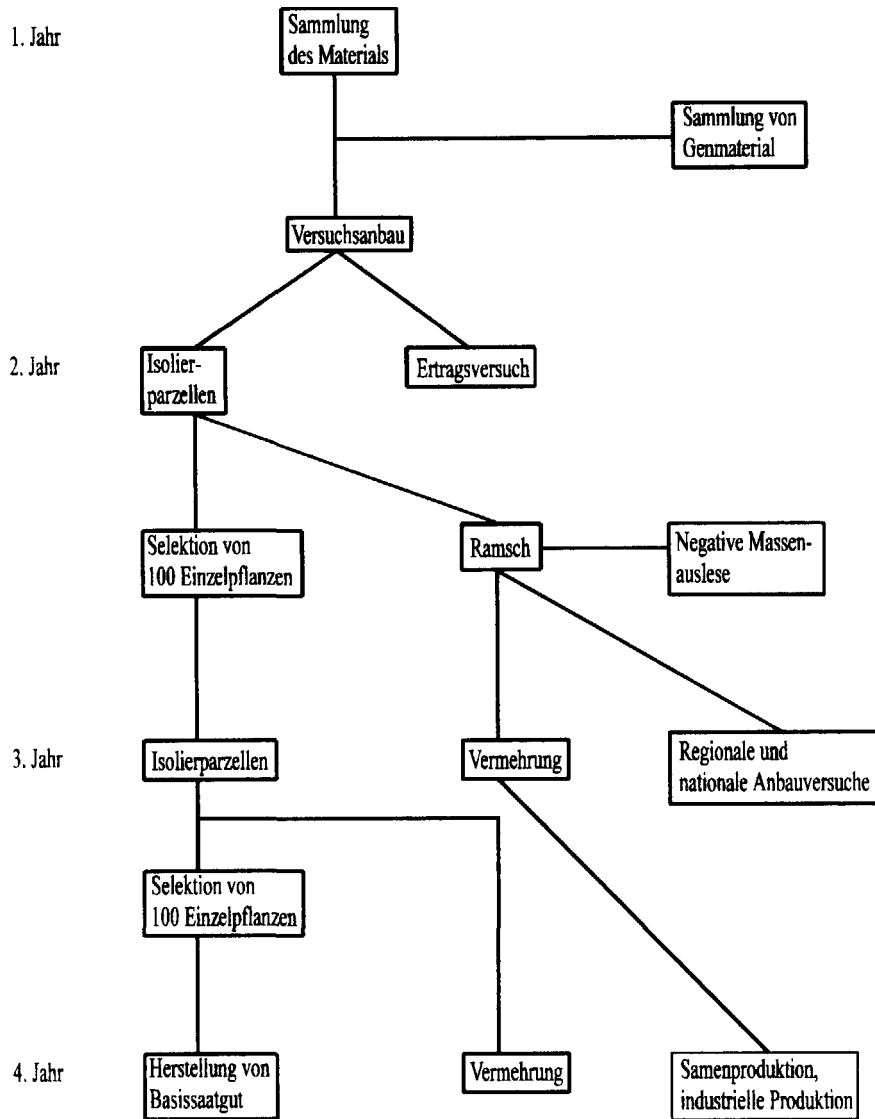 1. Jahr
Sammlung
des Materials
Sammlung von
Genmaterial
Versuchsanbau
2. Jahr
Isolier-
parzellen
Ertragsversuch
Selektion von
100 Einzelpflanzen
Ramsch
Negative Massen-
auslese
3. Jahr
Isolierparzellen
Vermehrung
Regionale und
nationale Anbauversuche
Selektion von
100 Einzelpflanzen
4. Jahr
Herstellung von
Basissaatgut
Vermehrung
Samenproduktion,
industrielle Produktion